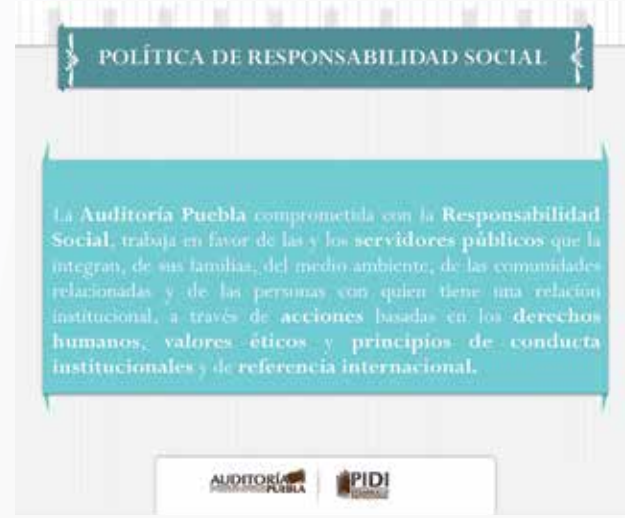 POLÍTICA DE RESPONSABILIDAD SOCIAL
La Auditoría Puebla comprometida con la Responsabilidad
Social, trabaja en favor de las y los servidores públicos que la
integran, de sus familias, del medio ambiente, de las comunidades
relacionadas y de las personas con quien tiene una relación
institucional, a través de acciones basadas en los derechos
humanos, valores éticos y principios de conducta
institucionales y de referencia internacional.
AUDITORÍA
PUEBLA
PIDI